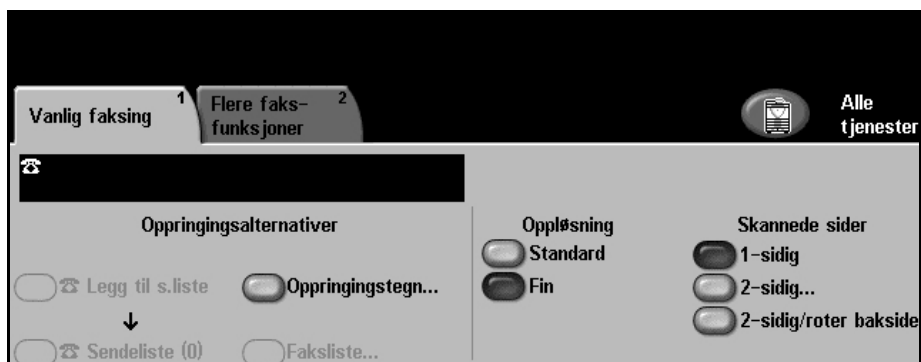 Vanlig faksing 1
Flere faks- 2
funksjoner
Alle
tjenester
Oppringingsalternativer
Oppløsning
Skannede sider
Legg til s.liste
Oppringingstegn...
Standard
Fin
1-sidig
2-sidig...
2-sidig/roter bakside
Sendeliste (0)
Faksliste...